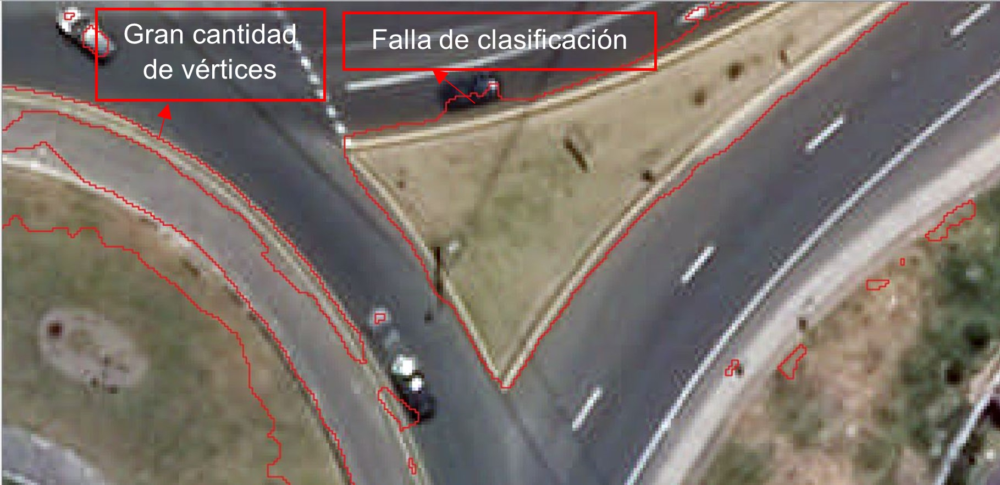 Gran cantidad
de vértices
Falla de clasificación